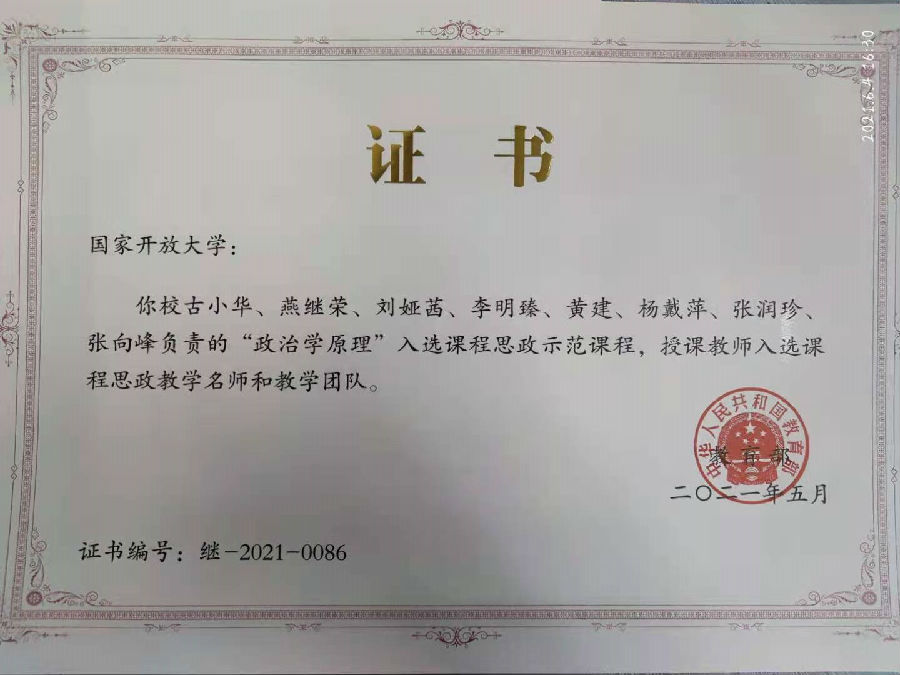 2021.6.4 16:30
证 书
国家开放大学：
你校古小华、燕继荣、刘娅茜、李明臻、黄建、杨戴萍、张润珍、
张向峰负责的“政治学原理”入选课程思政示范课程，授课教师入选课
程思政教学名师和教学团队。
中华人民共和国教育部
教育部
二〇二一年五月
证书编号：继-2021-0086